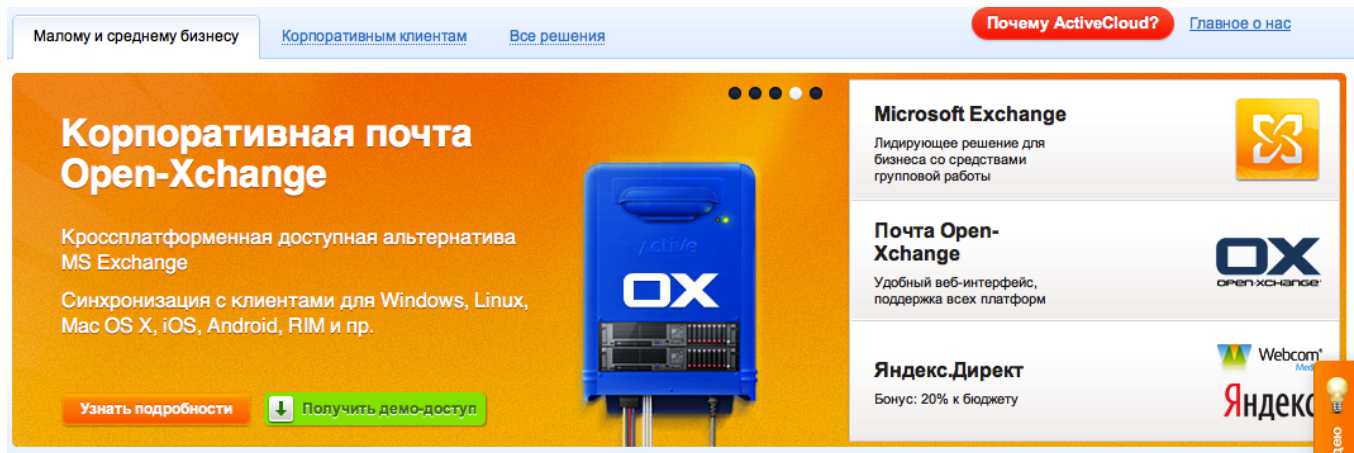 Малому и среднему бизнесу
Корпоративным клиентам
Все решения
Почему ActiveCloud?
Главное о нас
Корпоративная почта
Open-Xchange
Кроссплатформенная доступная альтернатива
MS Exchange
Синхронизация с клиентами для Windows, Linux,
Mac OS X, iOS, Android, RIM и пр.
Узнать подробности
Получить демо-доступ
Active
OX
Microsoft Exchange
Лидирующее решение для
бизнеса со средствами
групповой работы
Почта Open-
Xchange
Удобный веб-интерфейс,
поддержка всех платформ
OX
OPEN-XCHANGE
Яндекс.Директ
Бонус: 20% к бюджету
Webcom
Яндекс